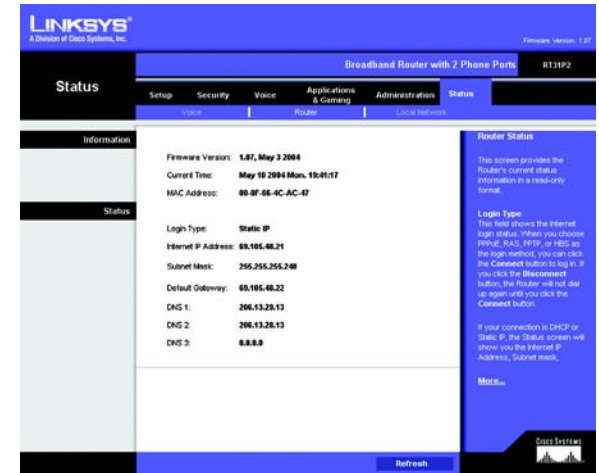 LINKSYS®
A Division of Cisco Systems, Inc.
Firmware Version: 1.07
Broadband Router with 2 Phone Ports
RT31P2
Status
Setup
Security
Voice
Applications & Gaming
Administration
Status
Voice
Router
Local Network
Information
Firmware Version: 1.07, May 3 2004
Current Time: May 10 2004 Mon. 19:41:17
MAC Address: 00-0F-66-4C-AC-47
Status
Login Type: Static IP
Internet IP Address: 69.105.48.21
Subnet Mask: 255.255.255.248
Default Gateway: 69.105.48.22
DNS 1: 206.13.29.13
DNS 2: 206.13.28.13
DNS 3: 0.0.0.0
Router Status
This screen provides the
Router's current status
information in a read-only
format.
Login Type
This field shows the Internet
login status. When you choose
PPPoE, RAS, PPTP, or HBS as
the login method, you can click
the Connect button to log in. If
you click the Disconnect
button, the Router will not dial
up again until you click the
Connect button.
If your connection is DHCP or
Static IP, the Status screen will
show you the Internet IP
Address, Subnet mask,
More...
Refresh
CISCO SYSTEMS